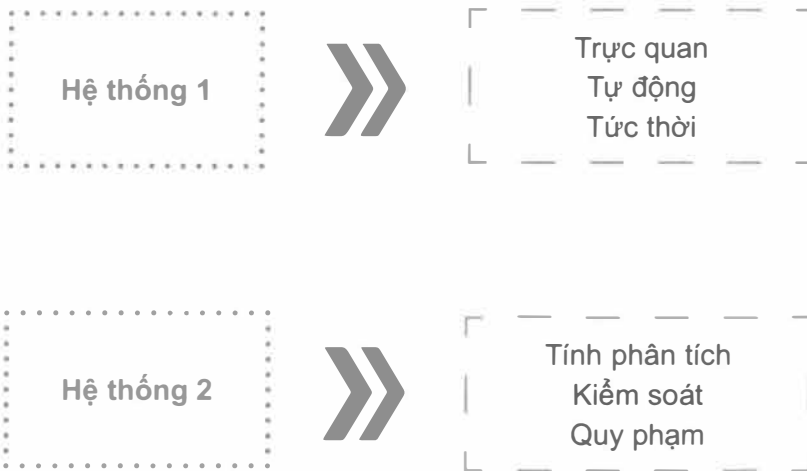 Hệ thống 1
Trực quan
Tự động
Tức thời
Hệ thống 2
Tính phân tích
Kiểm soát
Quy phạm